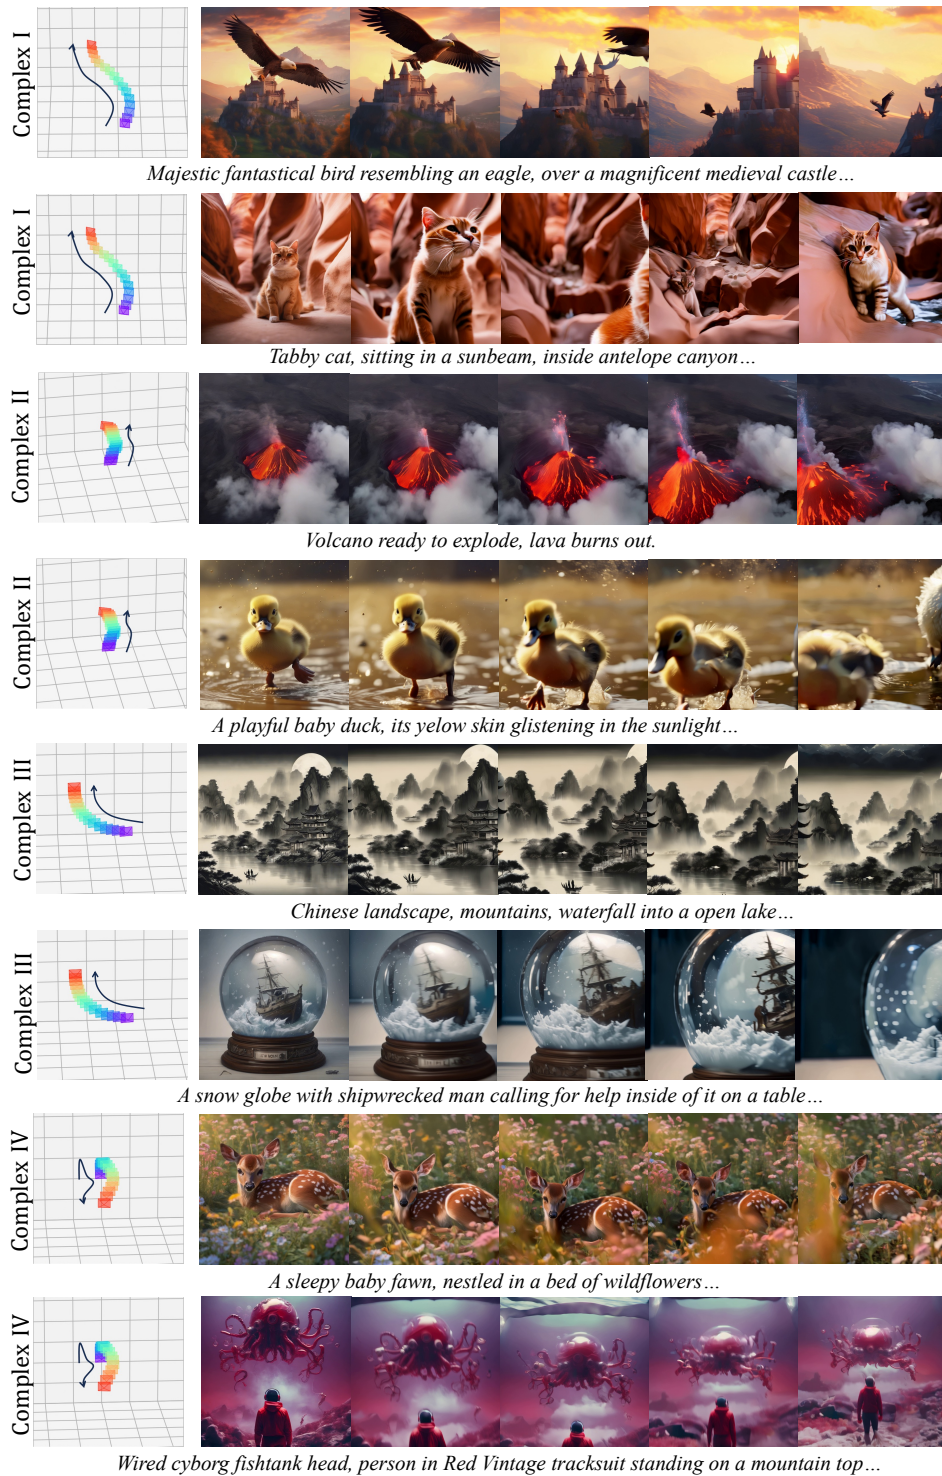 Complex I
Majestic fantastical bird resembling an eagle, over a magnificent medieval castle…
Complex I
Tabby cat, sitting in a sunbeam, inside antelope canyon…
Complex II
Volcano ready to explode, lava burns out.
Complex II
A playful baby duck, its yelow skin glistening in the sunlight…
Complex III
Chinese landscape, mountains, waterfall into a open lake…
Complex III
A snow globe with shipwrecked man calling for help inside of it on a table…
Complex IV
A sleepy baby fawn, nestled in a bed of wildflowers…
Complex IV
Wired cyborg fishtank head, person in Red Vintage tracksuit standing on a mountain top…